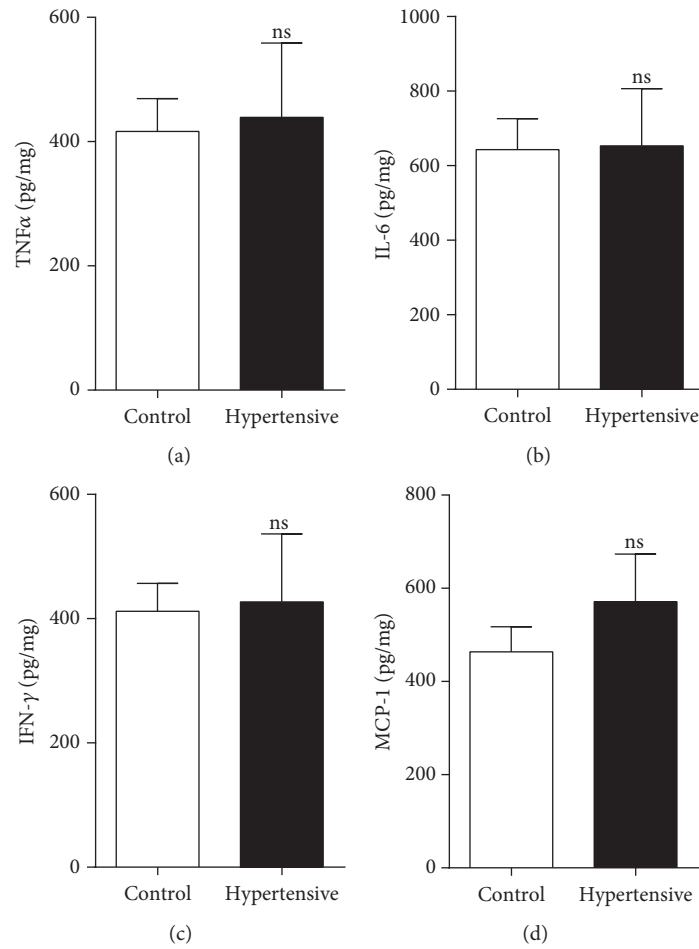 600
400
200
0
TNFα (pg/mg)
ns
Control
Hypertensive
(a)
1000
800
600
400
200
0
IL-6 (pg/mg)
ns
Control
Hypertensive
(b)
600
400
200
0
IFN-γ (pg/mg)
ns
Control
Hypertensive
(c)
800
600
400
200
0
MCP-1 (pg/mg)
ns
Control
Hypertensive
(d)